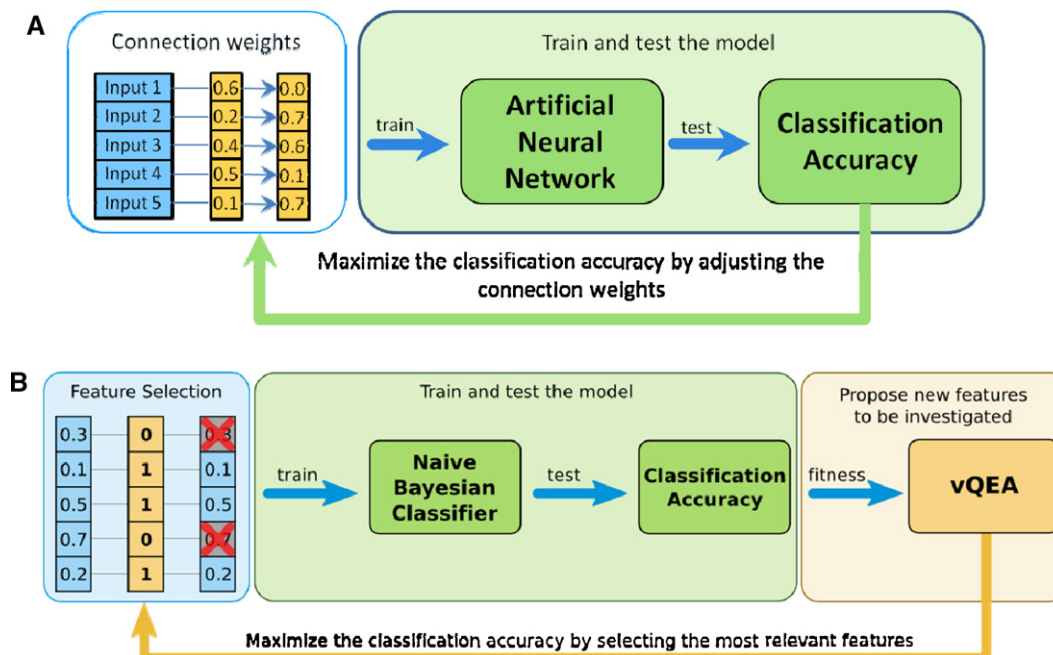 A
Connection weights
Train and test the model
Input 1 0.6 0.0
Input 2 0.2 0.7
Input 3 0.4 0.6
Input 4 0.5 0.1
Input 5 0.1 0.7
train
Artificial
Neural
Network
test
Classification
Accuracy
Maximize the classification accuracy by adjusting the
connection weights
B
Feature Selection
Train and test the model
Propose new features
to be investigated
0.3 0 0.3
0.1 1 0.1
0.5 1 0.5
0.7 0 0.7
0.2 1 0.2
train
Naive
Bayesian
Classifier
test
Classification
Accuracy
fitness
vQEA
Maximize the classification accuracy by selecting the most relevant features